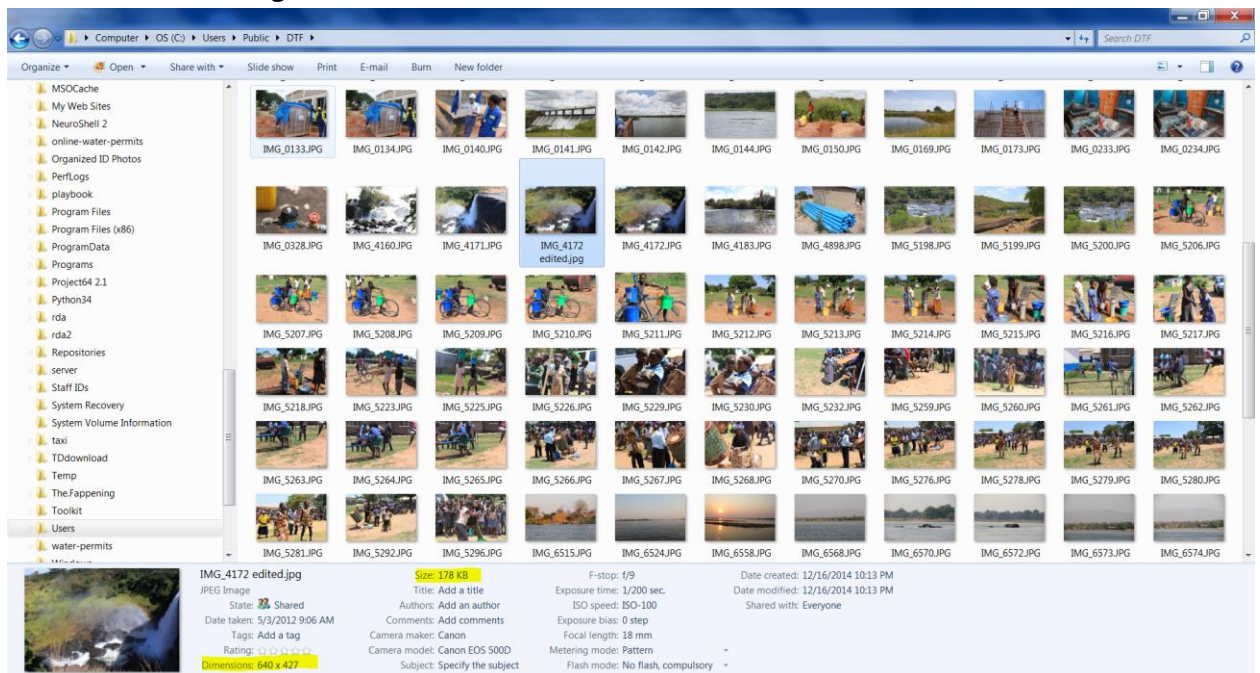 Computer ▸ OS (C:) ▸ Users ▸ Public ▸ DTF ▸
Search DTF
Organize Open Share with Slide show Print E-mail Burn New folder
MSOCache
My Web Sites
NeuroShell 2
online-water-permits
Organized ID Photos
PerfLogs
playbook
Program Files
Program Files (x86)
ProgramData
Programs
Project64 2.1
Python34
rda
rda2
Repositories
server
Staff IDs
System Recovery
System Volume Information
taxi
TDdownload
Temp
The.Fappening
Toolkit
Users
water-permits
IMG_0133.JPG IMG_0134.JPG IMG_0140.JPG IMG_0141.JPG IMG_0142.JPG IMG_0144.JPG IMG_0150.JPG IMG_0169.JPG IMG_0173.JPG IMG_0233.JPG IMG_0234.JPG
IMG_0328.JPG IMG_4160.JPG IMG_4171.JPG IMG_4172 edited.jpg IMG_4172.JPG IMG_4183.JPG IMG_4898.JPG IMG_5198.JPG IMG_5199.JPG IMG_5200.JPG IMG_5206.JPG
IMG_5207.JPG IMG_5208.JPG IMG_5209.JPG IMG_5210.JPG IMG_5211.JPG IMG_5212.JPG IMG_5213.JPG IMG_5214.JPG IMG_5215.JPG IMG_5216.JPG IMG_5217.JPG
IMG_5218.JPG IMG_5223.JPG IMG_5225.JPG IMG_5226.JPG IMG_5229.JPG IMG_5230.JPG IMG_5232.JPG IMG_5259.JPG IMG_5260.JPG IMG_5261.JPG IMG_5262.JPG
IMG_5263.JPG IMG_5264.JPG IMG_5265.JPG IMG_5266.JPG IMG_5267.JPG IMG_5268.JPG IMG_5270.JPG IMG_5276.JPG IMG_5278.JPG IMG_5279.JPG IMG_5280.JPG
IMG_5281.JPG IMG_5292.JPG IMG_5296.JPG IMG_6515.JPG IMG_6524.JPG IMG_6558.JPG IMG_6568.JPG IMG_6570.JPG IMG_6572.JPG IMG_6573.JPG IMG_6574.JPG
IMG_4172 edited.jpg Size: 178 KB F-stop: f/9 Date created: 12/16/2014 10:13 PM
JPEG Image Title: Add a title Exposure time: 1/200 sec. Date modified: 12/16/2014 10:13 PM
State: Shared Authors: Add an author ISO speed: ISO-100 Shared with: Everyone
Date taken: 5/3/2012 9:06 AM Comments: Add comments Exposure bias: 0 step
Tags: Add a tag Camera maker: Canon Focal length: 18 mm
Rating: Camera model: Canon EOS 500D Metering mode: Pattern
Dimensions: 640 x 427 Subject: Specify the subject Flash mode: No flash, compulsory